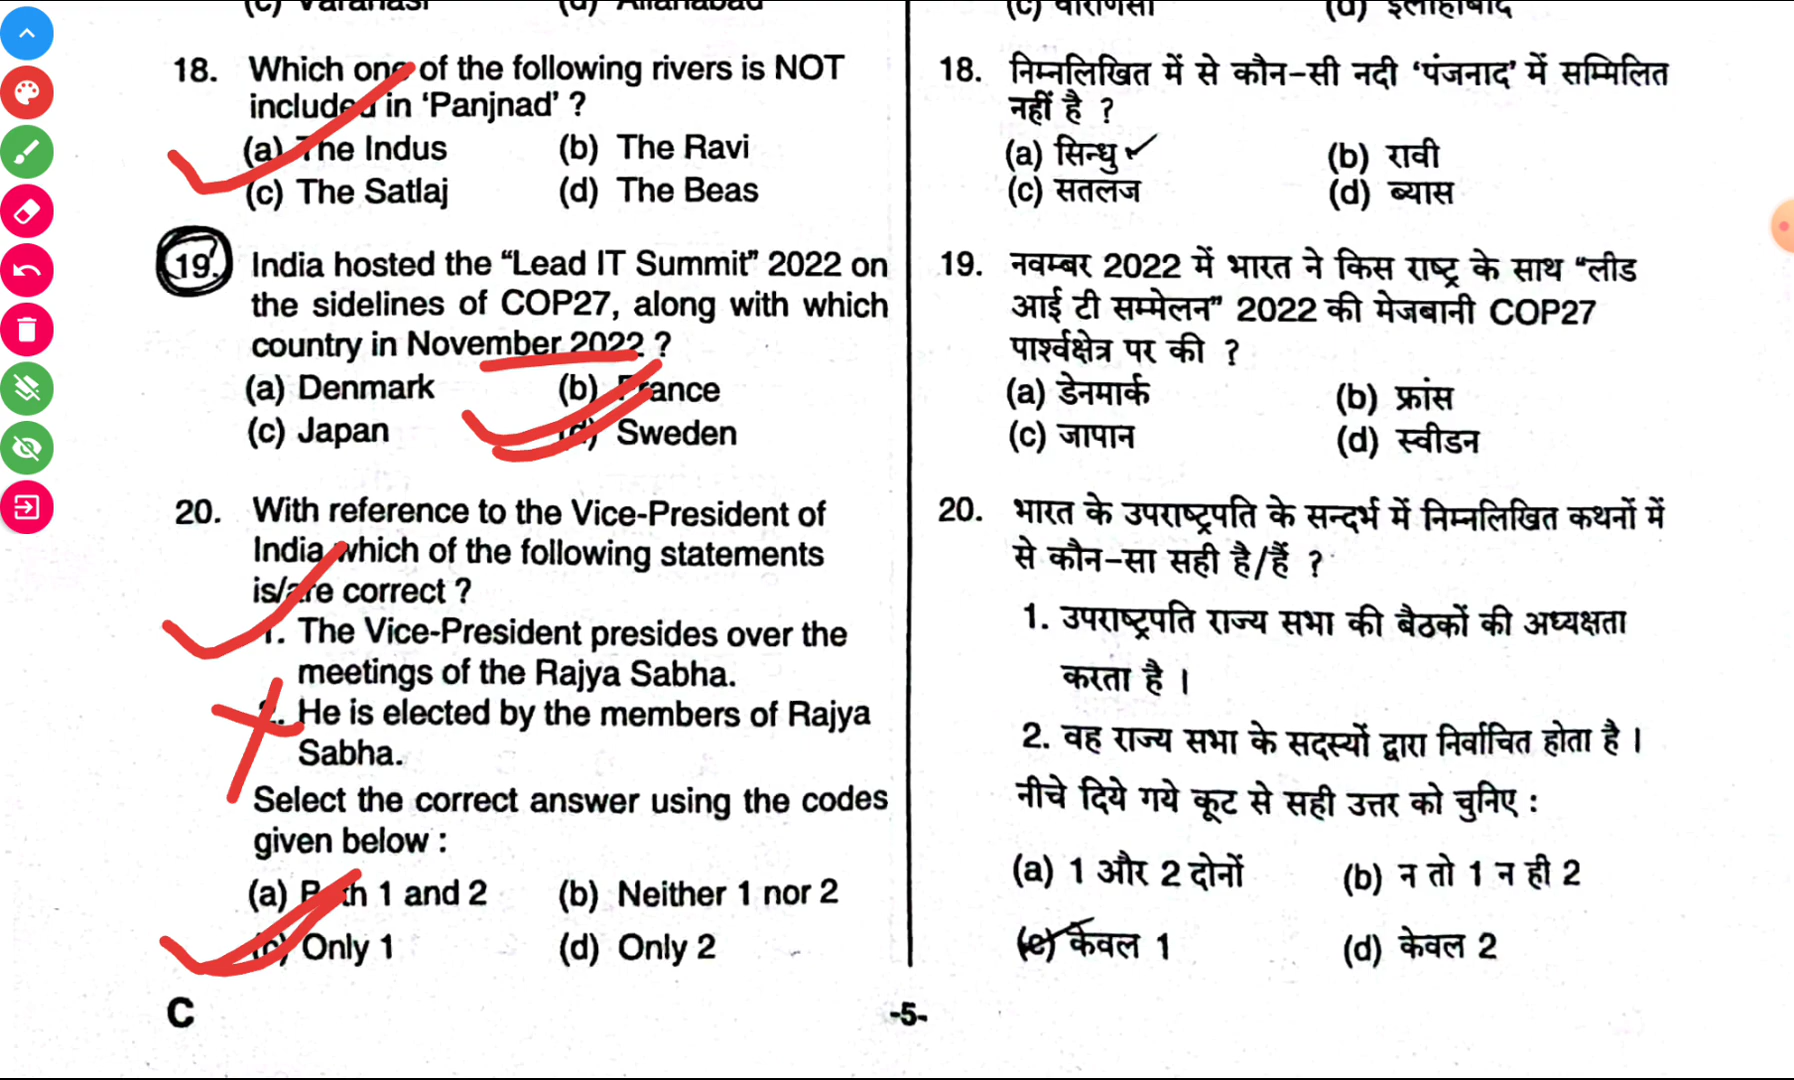 (c) Varanasi
(d) Allahabad
18. Which one of the following rivers is NOT
included in ‘Panjnad’ ?
(a) The Indus
(b) The Ravi
(c) The Satlaj
(d) The Beas
19. India hosted the “Lead IT Summit” 2022 on
the sidelines of COP27, along with which
country in November 2022 ?
(a) Denmark
(b) France
(c) Japan
(d) Sweden
20. With reference to the Vice-President of
India which of the following statements
is/are correct ?
1. The Vice-President presides over the
meetings of the Rajya Sabha.
2. He is elected by the members of Rajya
Sabha.
Select the correct answer using the codes
given below :
(a) Both 1 and 2
(b) Neither 1 nor 2
(c) Only 1
(d) Only 2
C
(c) वाराणसी
(d) इलाहाबाद
18. निम्नलिखित में से कौन-सी नदी ‘पंजनाद’ में सम्मिलित
नहीं है ?
(a) सिन्धु
(b) रावी
(c) सतलज
(d) ब्यास
19. नवम्बर 2022 में भारत ने किस राष्ट्र के साथ “लीड
आई टी सम्मेलन” 2022 की मेजबानी COP27
पार्श्वक्षेत्र पर की ?
(a) डेनमार्क
(b) फ्रांस
(c) जापान
(d) स्वीडन
20. भारत के उपराष्ट्रपति के सन्दर्भ में निम्नलिखित कथनों में
से कौन-सा सही है/हैं ?
1. उपराष्ट्रपति राज्य सभा की बैठकों की अध्यक्षता
करता है ।
2. वह राज्य सभा के सदस्यों द्वारा निर्वाचित होता है ।
नीचे दिये गये कूट से सही उत्तर को चुनिए :
(a) 1 और 2 दोनों
(b) न तो 1 न ही 2
(c) केवल 1
(d) केवल 2
-5-